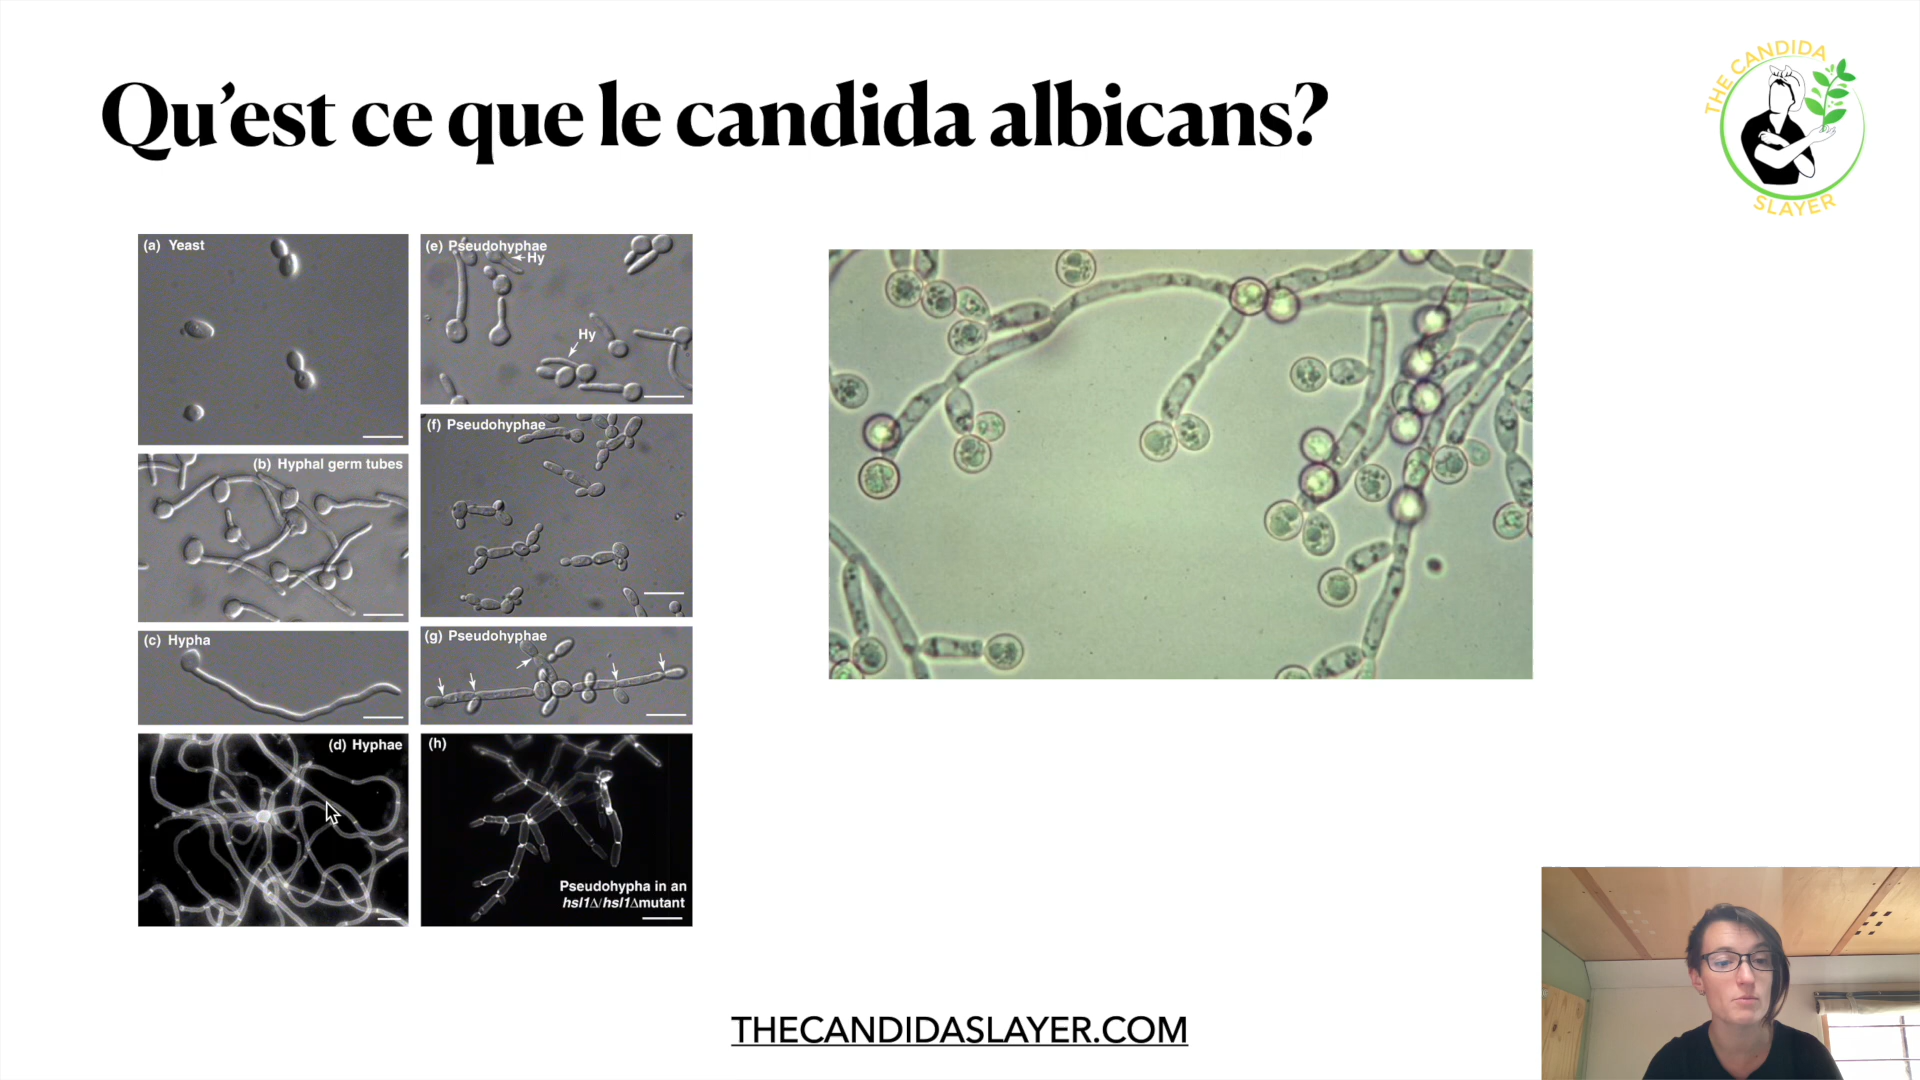 Qu’est ce que le candida albicans?
THE CANDIDA
SLAYER
(a) Yeast
(b) Hyphal germ tubes
(c) Hypha
(d) Hyphae
(e) Pseudohyphae
Hy
Hy
(f) Pseudohyphae
(g) Pseudohyphae
(h)
Pseudohypha in an
hsl1Δ/hsl1Δmutant
THECANDIDASLAYER.COM